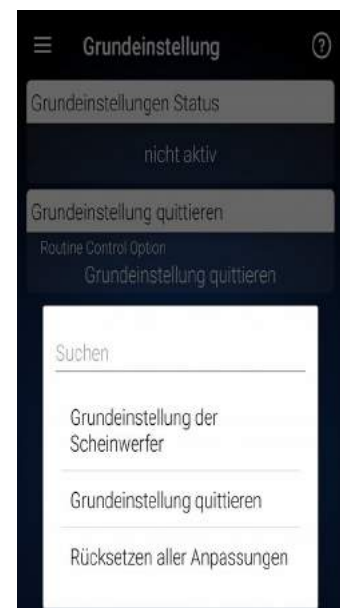 Grundeinstellung
Grundeinstellungen Status
nicht aktiv
Grundeinstellung quittieren
Routine Control Option
Grundeinstellung quittieren
Suchen
Grundeinstellung der
Scheinwerfer
Grundeinstellung quittieren
Rücksetzen aller Anpassungen